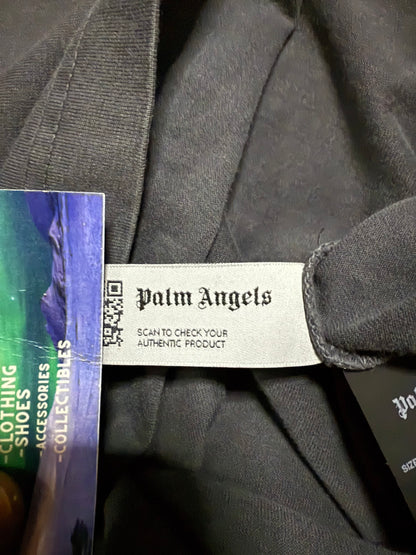 Palm Angels
SCAN TO CHECK YOUR
AUTHENTIC PRODUCT
-CLOTHING
-SHOES
-ACCESSORIES
-COLLECTIBLES